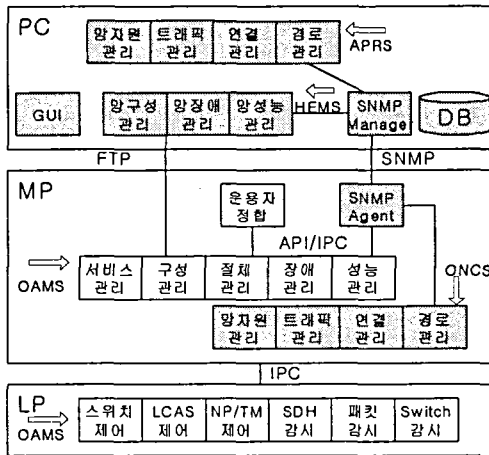 PC
망자원 트래픽 연결 경로
관리 관리 관리 관리
APRS
HEMS
GUI
망구성 망장애 망성능
관리 관리 관리
SNMP
Manager
DB
FTP
SNMP
MP
운용자
정합
SNMP
Agent
API/IPC
OAMS
서비스 구성 절체 장애 성능
관리 관리 관리 관리 관리
ONCS
망자원 트래픽 연결 경로
관리 관리 관리 관리
IPC
LP
OAMS
스위치 LCAS NP/TM SDH 패킷 Switch
제어 제어 제어 감시 감시 감시